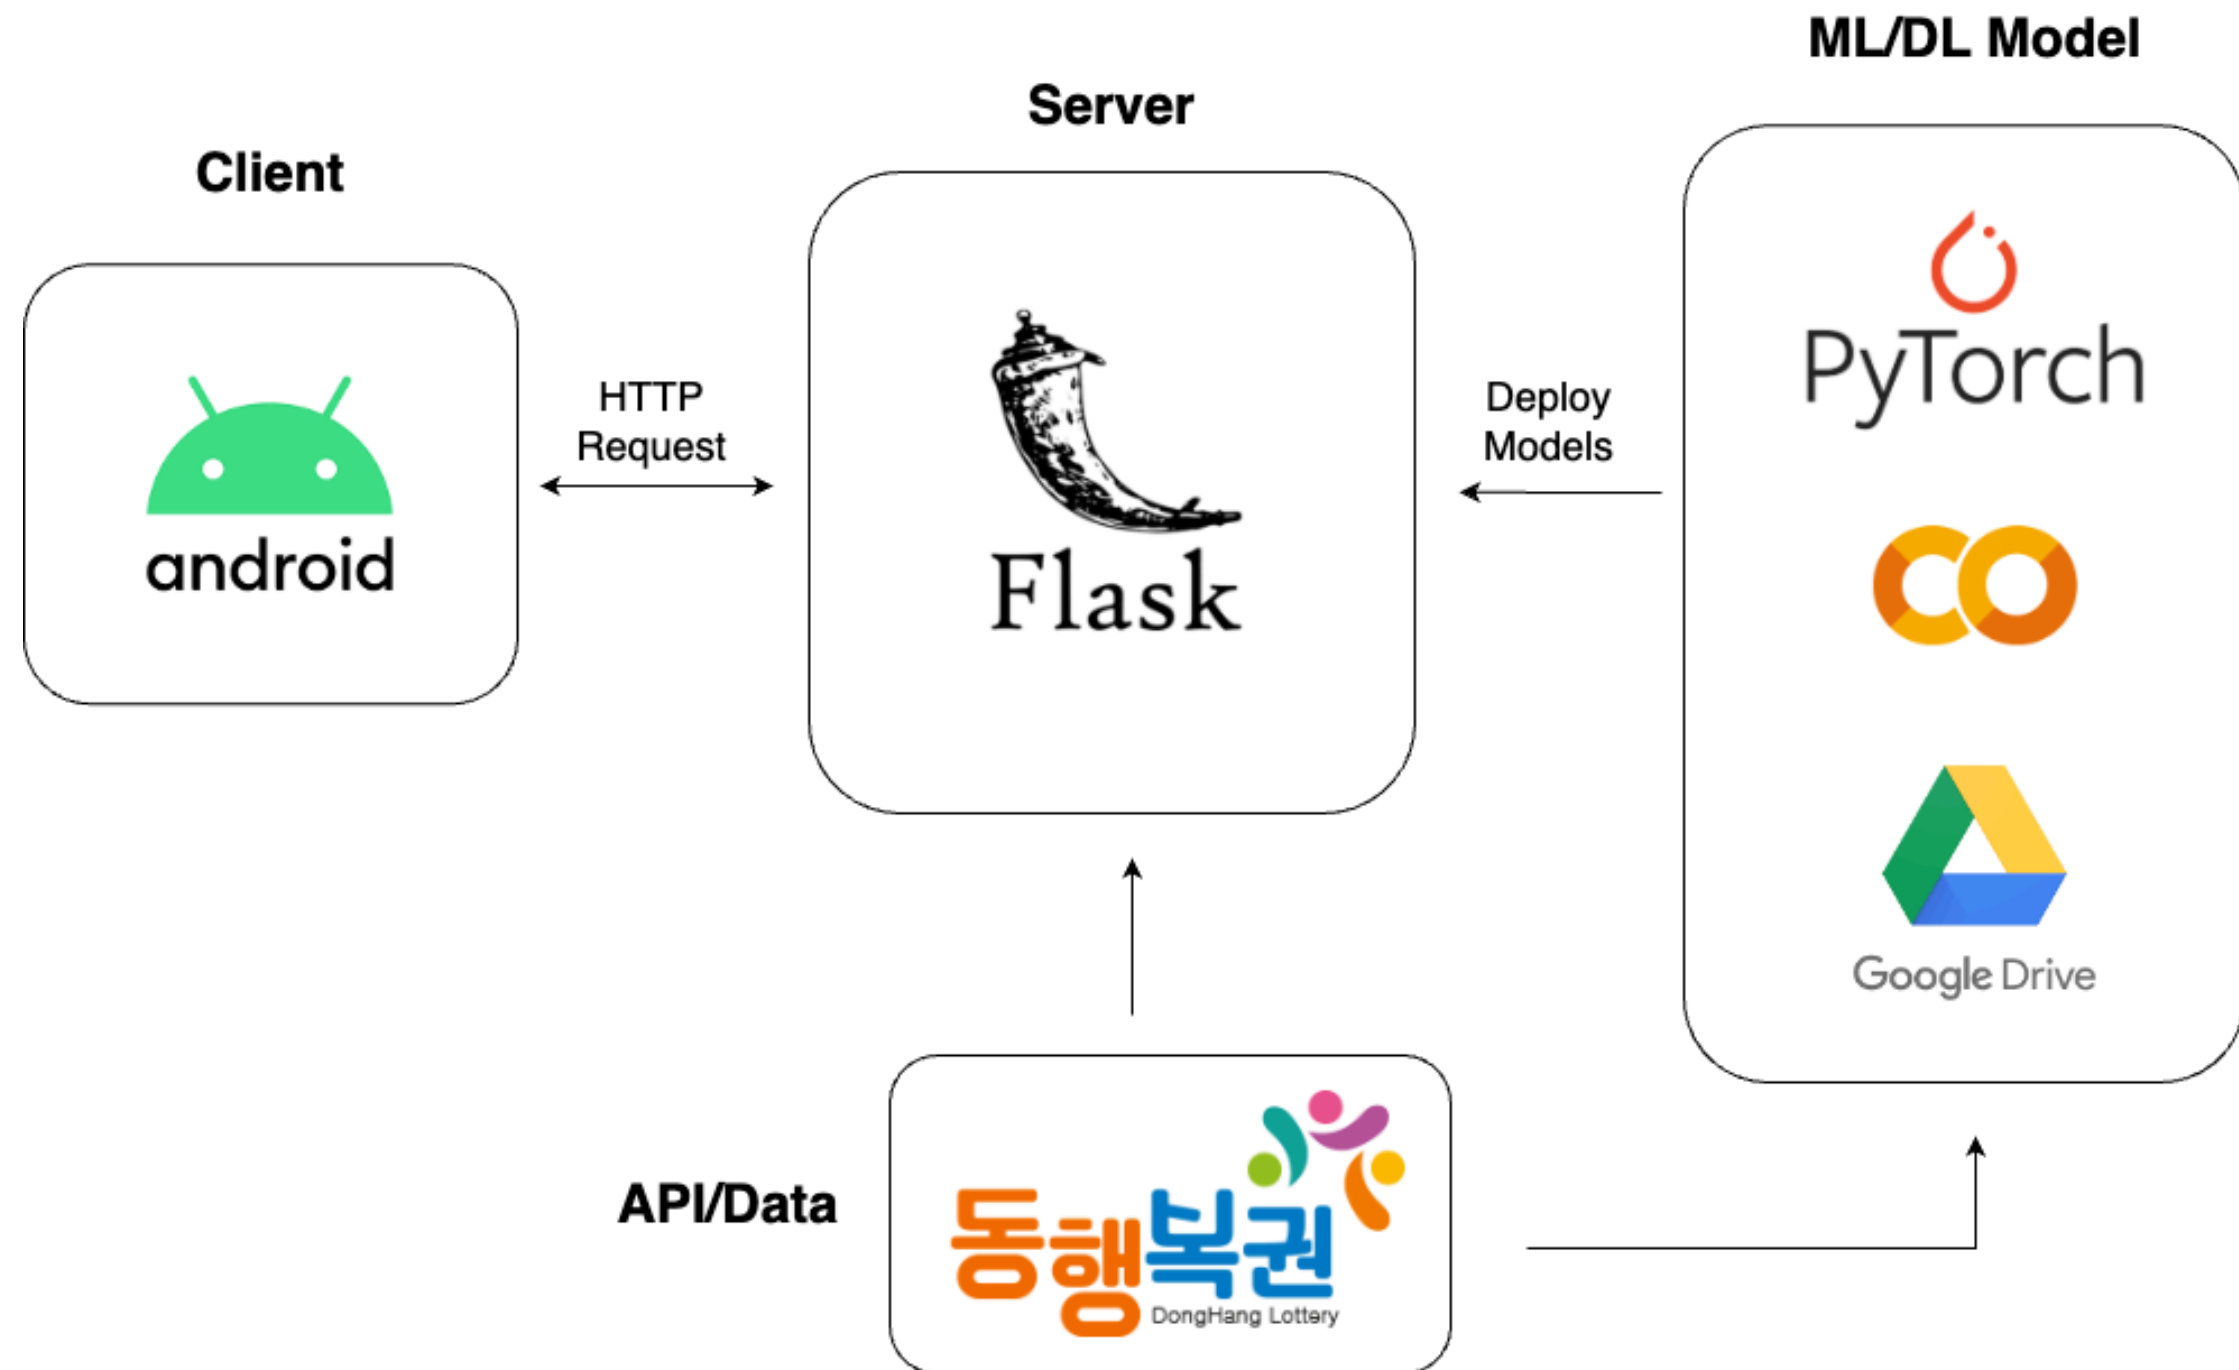 ML/DL Model
Server
Client
android
HTTP
Request
Flask
Deploy
Models
PyTorch
CO
Google Drive
API/Data
동행복권
DongHang Lottery